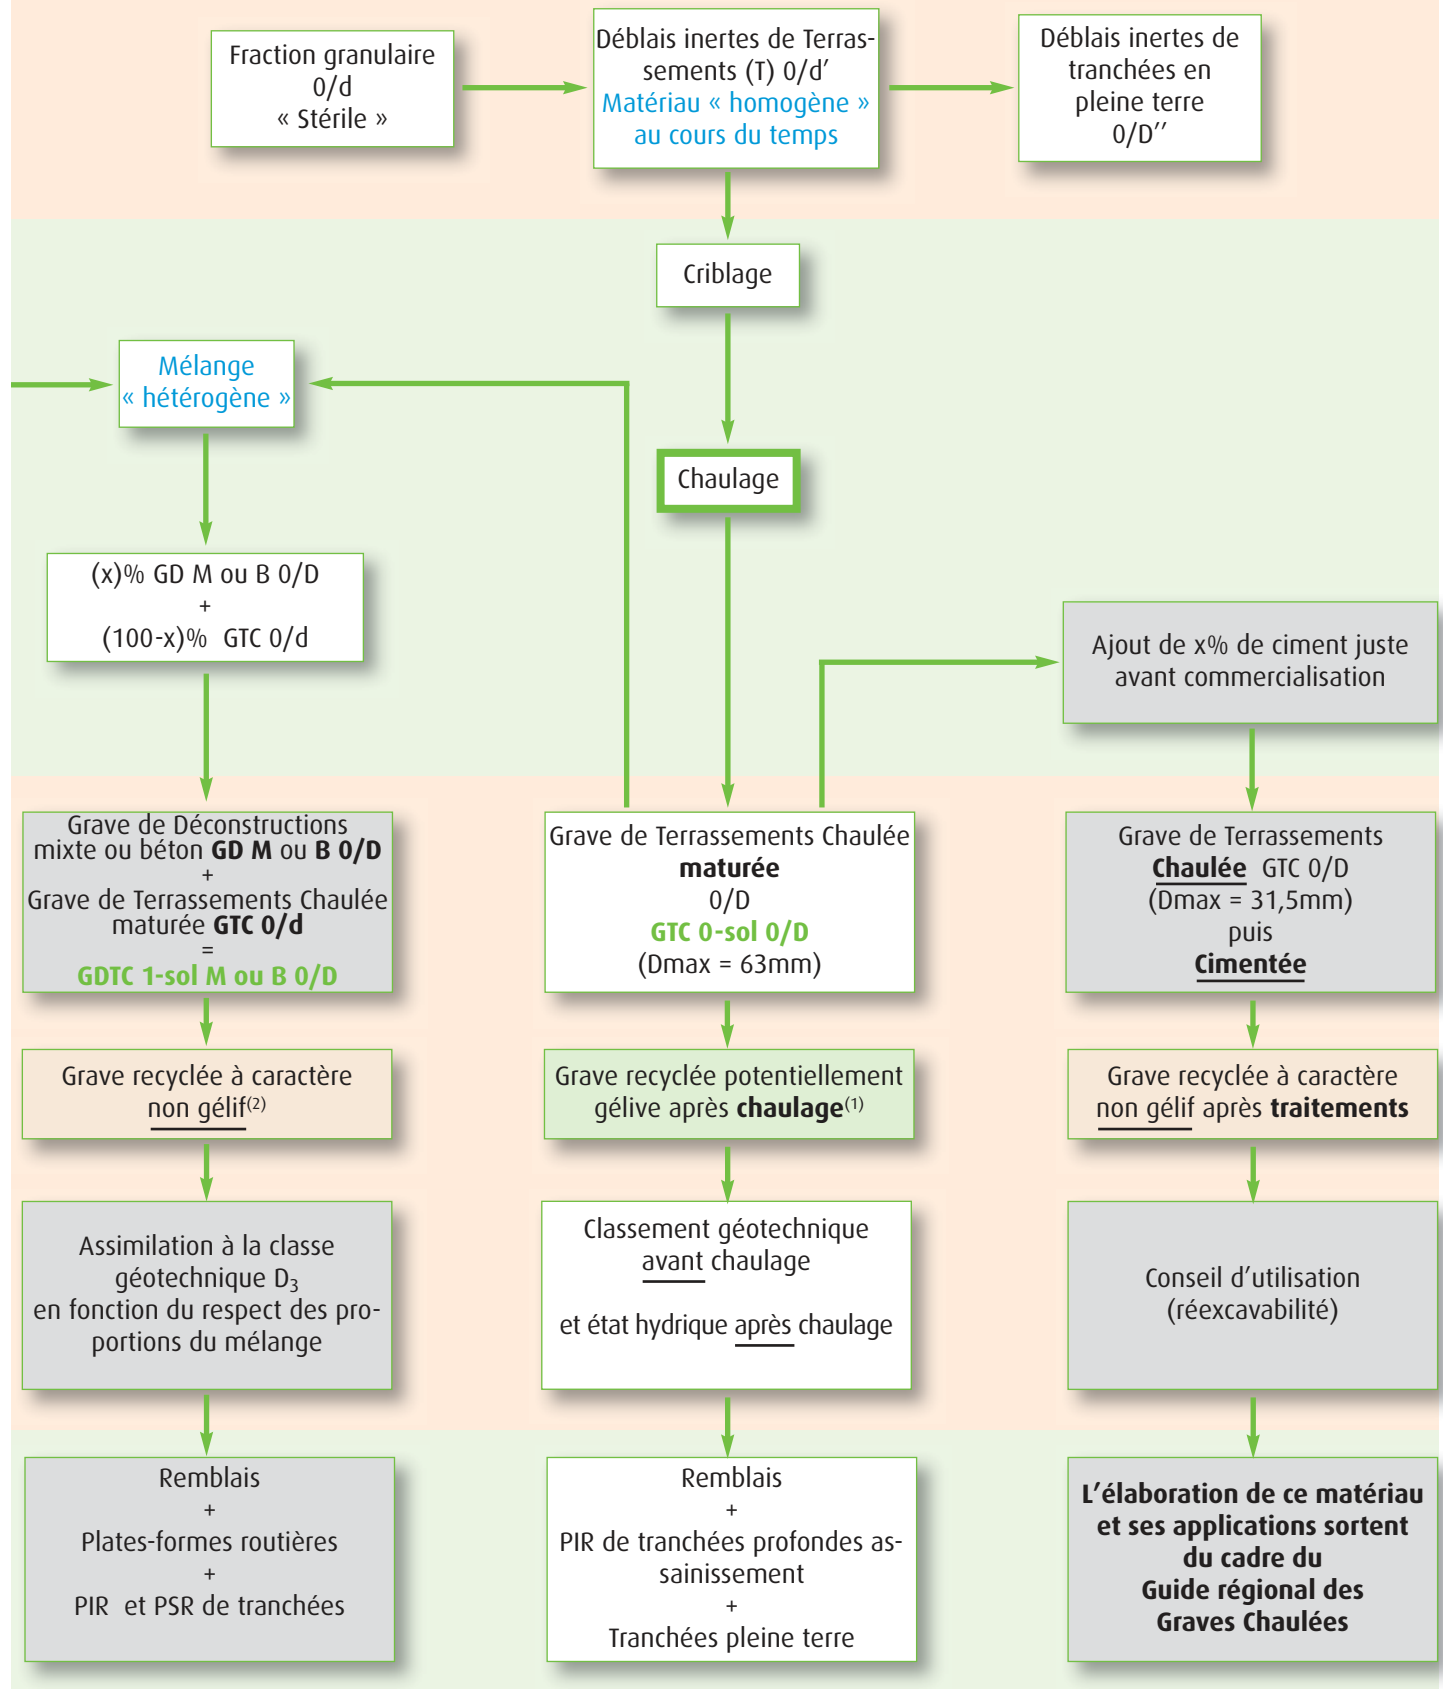 Fraction granulaire
0/d
« Stérile »
Déblais inertes de Terras-
sements (T) 0/d’
Matériau « homogène »
au cours du temps
Déblais inertes de
tranchées en
pleine terre
0/D’’
Criblage
Mélange
« hétérogène »
Chaulage
(x)% GD M ou B 0/D
+
(100-x)% GTC 0/d
Ajout de x% de ciment juste
avant commercialisation
Grave de Déconstructions
mixte ou béton GD M ou B 0/D
+
Grave de Terrassements Chaulée
maturée GTC 0/d
=
GDTC 1-sol M ou B 0/D
Grave de Terrassements Chaulée
maturée
0/D
GTC 0-sol 0/D
(Dmax = 63mm)
Grave de Terrassements
Chaulée GTC 0/D
(Dmax = 31,5mm)
puis
Cimentée
Grave recyclée à caractère
non gélif(2)
Grave recyclée potentiellement
gélive après chaulage(1)
Grave recyclée à caractère
non gélif après traitements
Assimilation à la classe
géotechnique D3
en fonction du respect des pro-
portions du mélange
Classement géotechnique
avant chaulage
et état hydrique après chaulage
Conseil d’utilisation
(réexcavabilité)
Remblais
+
Plates-formes routières
+
PIR et PSR de tranchées
Remblais
+
PIR de tranchées profondes as-
sainissement
+
Tranchées pleine terre
L’élaboration de ce matériau
et ses applications sortent
du cadre du
Guide régional des
Graves Chaulées